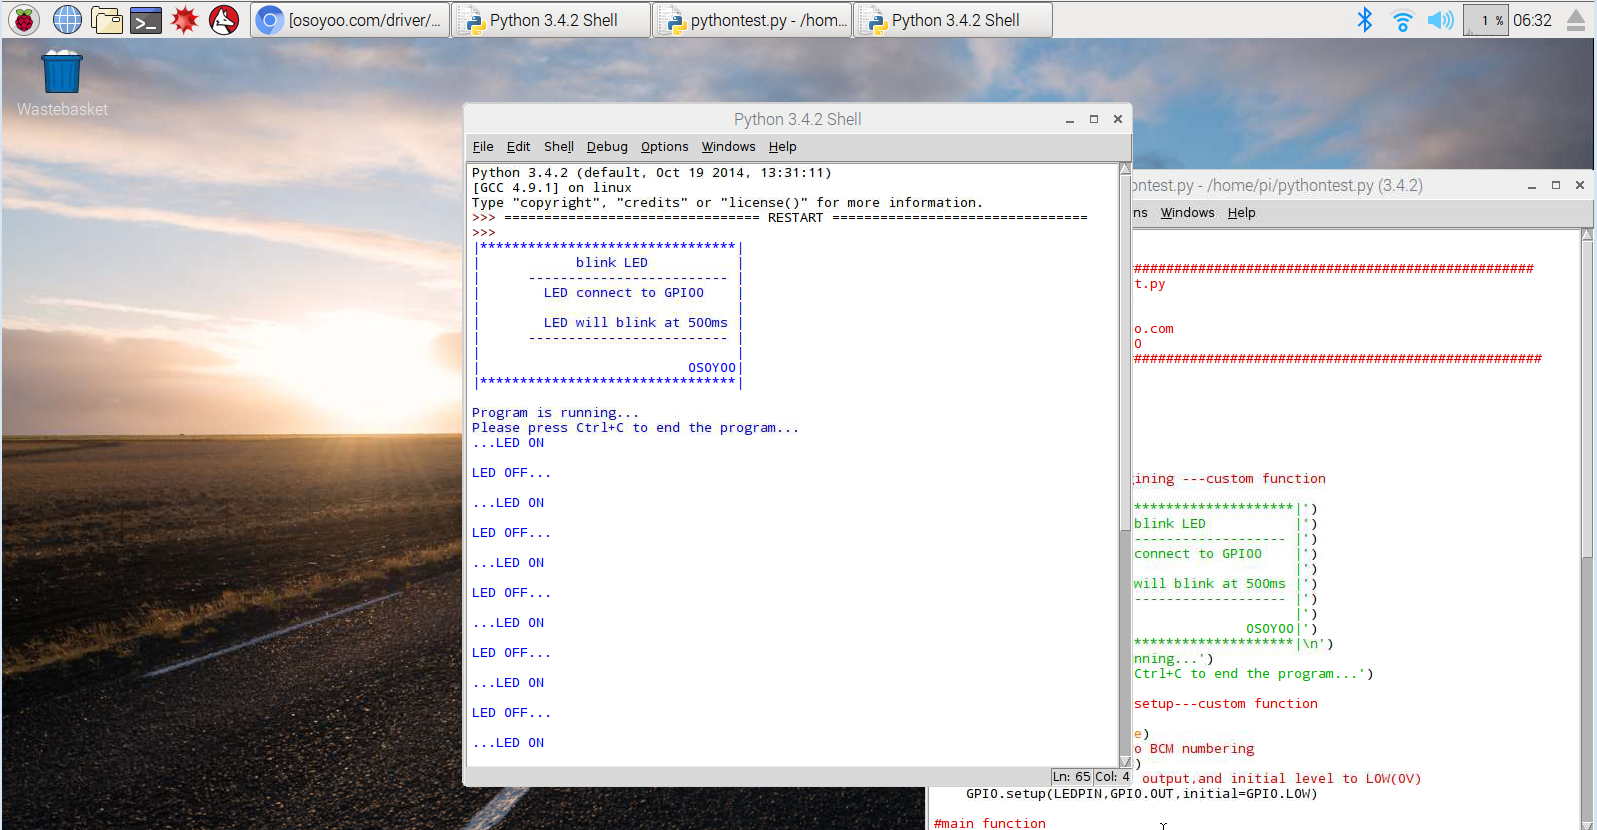 [osoyoo.com/driver/...
Python 3.4.2 Shell
pythontest.py - /hom...
Python 3.4.2 Shell
1 %
06:32
Wastebasket
Python 3.4.2 Shell
File Edit Shell Debug Options Windows Help
Python 3.4.2 (default, Oct 19 2014, 13:31:11)
[GCC 4.9.1] on linux
Type "copyright", "credits" or "license()" for more information.
>>> ================================ RESTART ================================
>>>
|********************************|
|            blink LED           |
|      ------------------------- |
|        LED connect to GPIO0    |
|                                |
|        LED will blink at 500ms |
|      ------------------------- |
|                                |
|                          OSOYOO|
|********************************|
Program is running...
Please press Ctrl+C to end the program...
...LED ON
LED OFF...
...LED ON
LED OFF...
...LED ON
LED OFF...
...LED ON
LED OFF...
...LED ON
LED OFF...
...LED ON
Ln: 65 Col: 4
ontest.py - /home/pi/pythontest.py (3.4.2)
ns Windows Help
##################################################
t.py
o.com
0
###################################################
gining ---custom function
********************|')
blink LED           |')
------------------- |')
connect to GPIO0    |')
|')
will blink at 500ms |')
------------------- |')
|')
OSOYOO|')
********************|\n')
nning...')
Ctrl+C to end the program...')
setup---custom function
e)
o BCM numbering
)
output,and initial level to LOW(0V)
GPIO.setup(LEDPIN,GPIO.OUT,initial=GPIO.LOW)
#main function